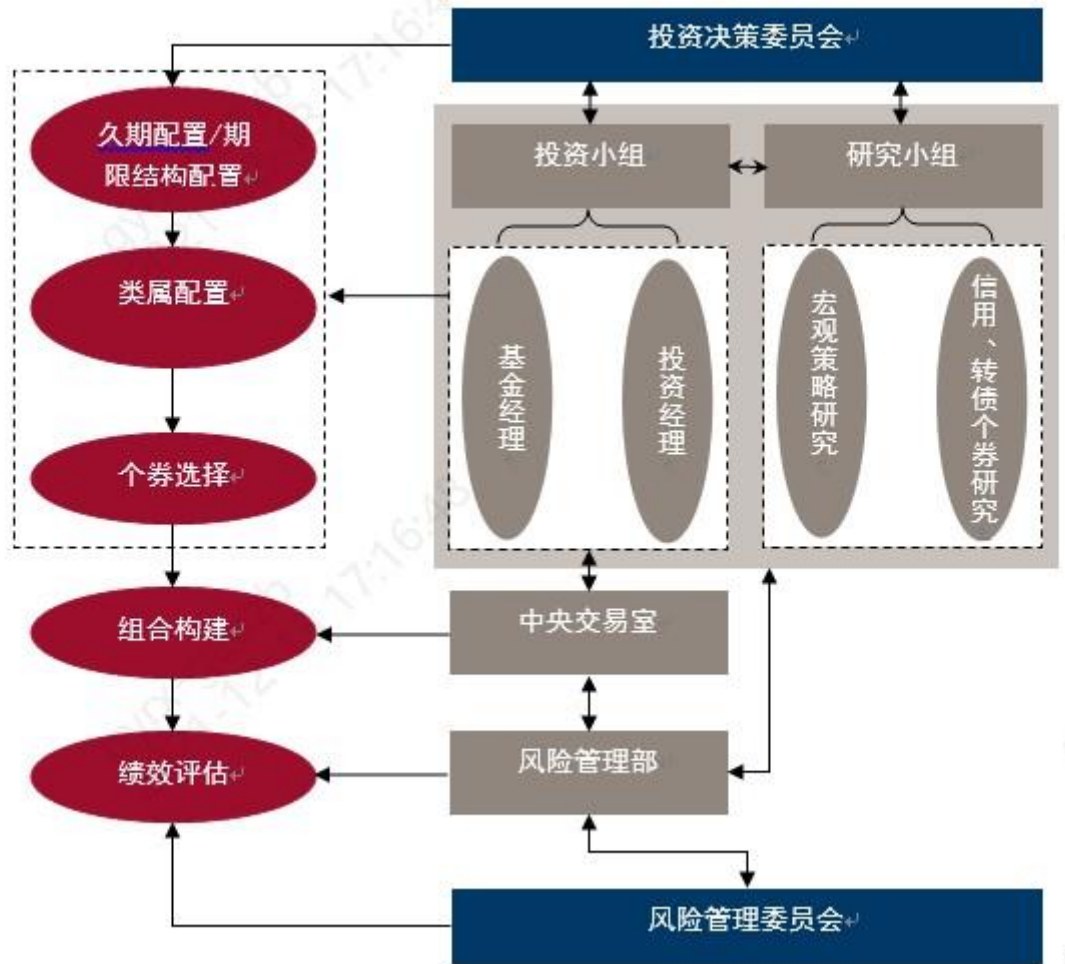 投资决策委员会
久期配置/期
限结构配置
投资小组
研究小组
类属配置
基金经理
投资经理
宏观策略研究
信用、转债个券研究
个券选择
组合构建
中央交易室
绩效评估
风险管理部
风险管理委员会